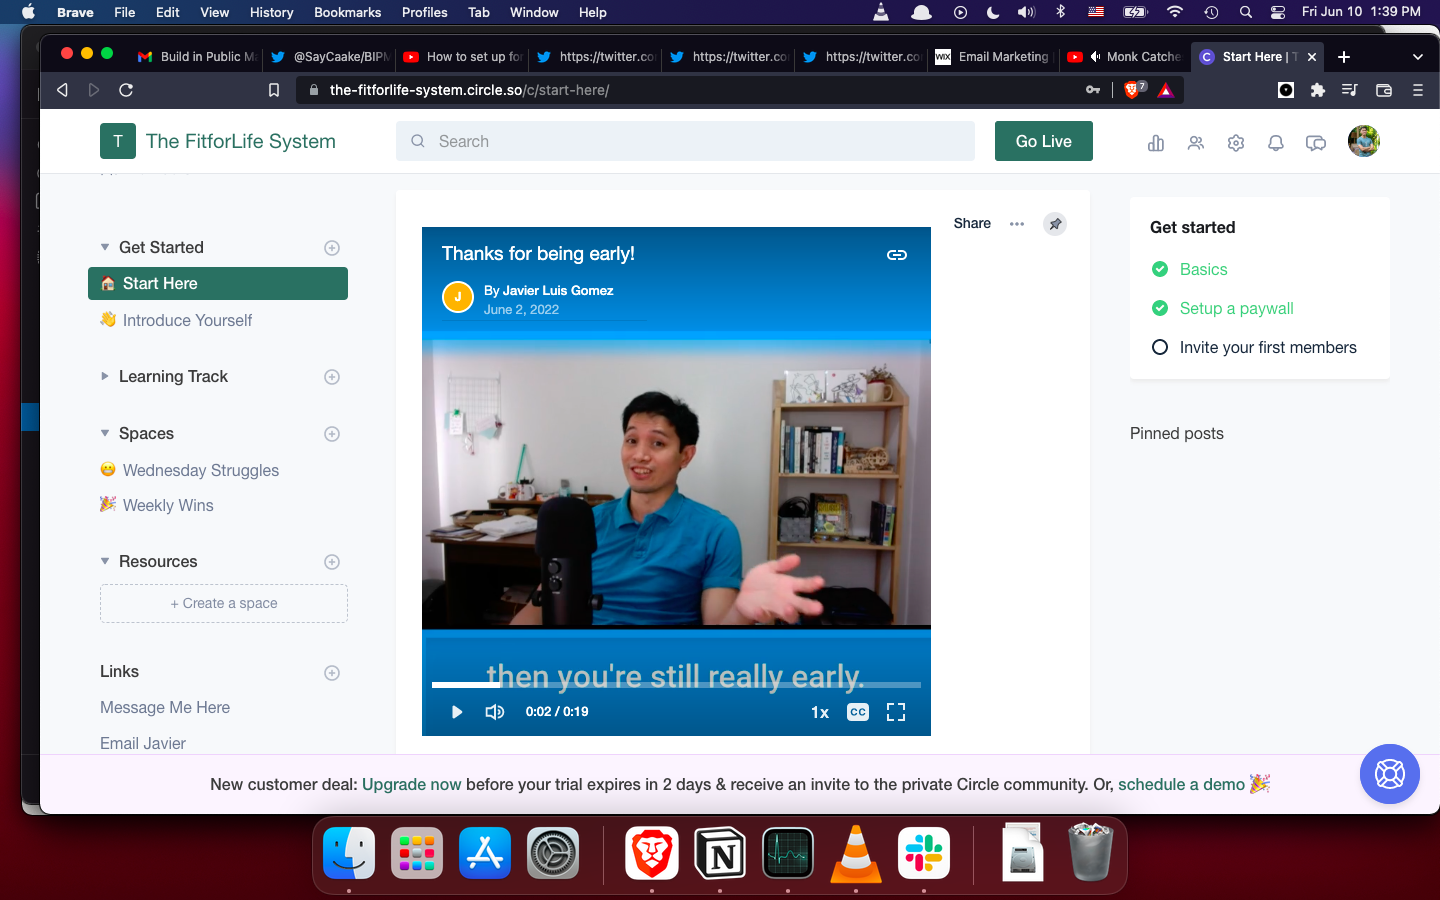 Brave File Edit View History Bookmarks Profiles Tab Window Help Fri Jun 10 1:39 PM
Build in Public Ma @SayCaake/BIPM How to set up for https://twitter.co https://twitter.co https://twitter.co WIX Email Marketing Monk Catche C Start Here | T
the-fitforlife-system.circle.so/c/start-here/ 7
T The FitforLife System
Search
Go Live
Get Started
Start Here
Introduce Yourself
Learning Track
Spaces
Wednesday Struggles
Weekly Wins
Resources
+ Create a space
Links
Message Me Here
Email Javier
Share
Thanks for being early!
J
By Javier Luis Gomez
June 2, 2022
then you're still really early.
0:02 / 0:19
1x CC
Get started
Basics
Setup a paywall
Invite your first members
Pinned posts
New customer deal: Upgrade now before your trial expires in 2 days & receive an invite to the private Circle community. Or, schedule a demo